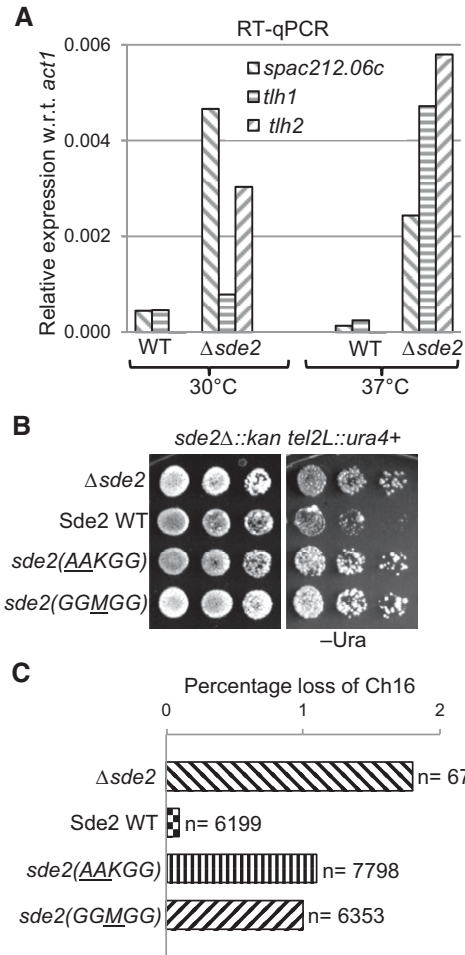 A
RT-qPCR
Relative expression w.r.t. act1
0.006
0.004
0.002
0.000
spac212.06c
tlh1
tlh2
WT
Δsde2
WT
Δsde2
30°C
37°C
B
sde2Δ::kan tel2L::ura4+
Δsde2
Sde2 WT
sde2(AAKGG)
sde2(GGMGG)
–Ura
C
Percentage loss of Ch16
0
1
2
Δsde2
n= 67
Sde2 WT
n= 6199
sde2(AAKGG)
n= 7798
sde2(GGMGG)
n= 6353